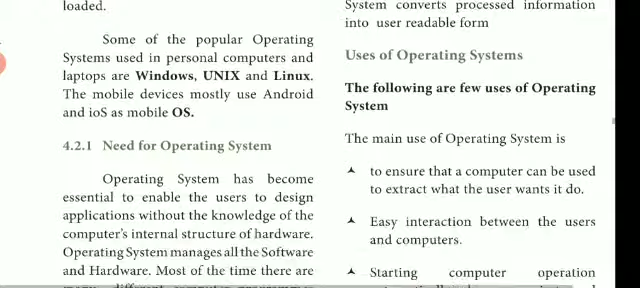 loaded.
Some of the popular Operating
Systems used in personal computers and
laptops are Windows, UNIX and Linux.
The mobile devices mostly use Android
and ioS as mobile OS.
4.2.1 Need for Operating System
Operating System has become
essential to enable the users to design
applications without the knowledge of the
computer's internal structure of hardware.
Operating System manages all the Software
and Hardware. Most of the time there are
many different computer programmes
System converts processed information
into user readable form
Uses of Operating Systems
The following are few uses of Operating
System
The main use of Operating System is
to ensure that a computer can be used
to extract what the user wants it do.
Easy interaction between the users
and computers.
Starting computer operation